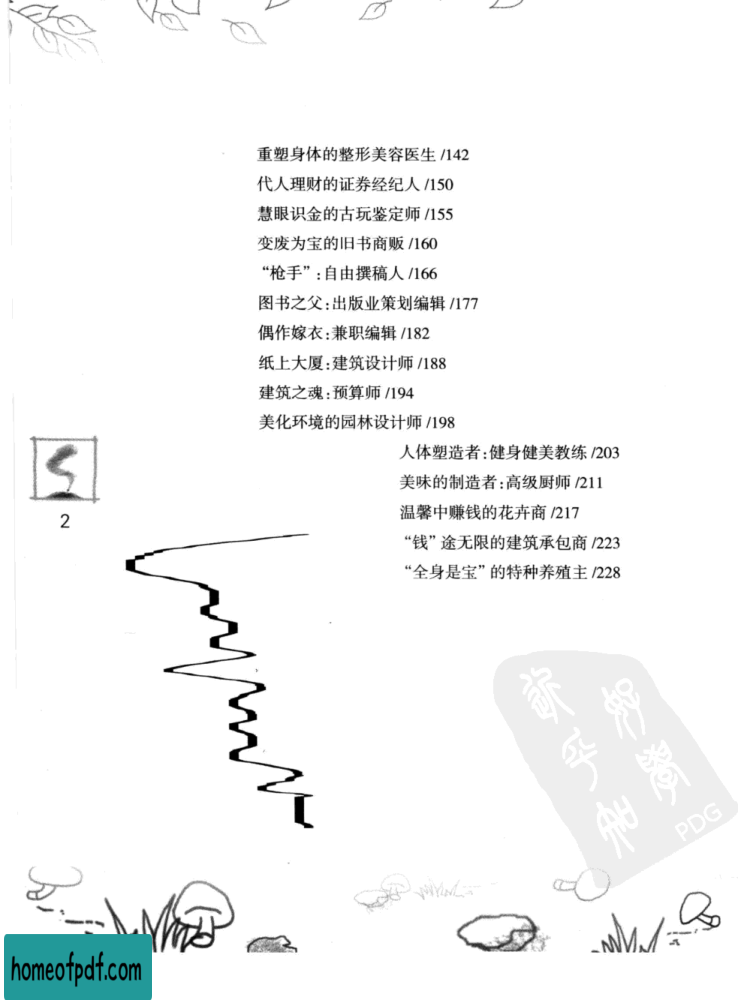 重塑身体的整形美容医生 /142
代人理财的证券经纪人 /150
慧眼识金的古玩鉴定师 /155
变废为宝的旧书商贩 /160
“枪手”:自由撰稿人 /166
图书之父:出版业策划编辑 /177
偶作嫁衣:兼职编辑 /182
纸上大厦:建筑设计师 /188
建筑之魂:预算师 /194
美化环境的园林设计师 /198
人体塑造者:健身健美教练 /203
美味的制造者:高级厨师 /211
温馨中赚钱的花卉商 /217
“钱”途无限的建筑承包商 /223
“全身是宝”的特种养殖主 /228
2
PDG
homeofpdf.com